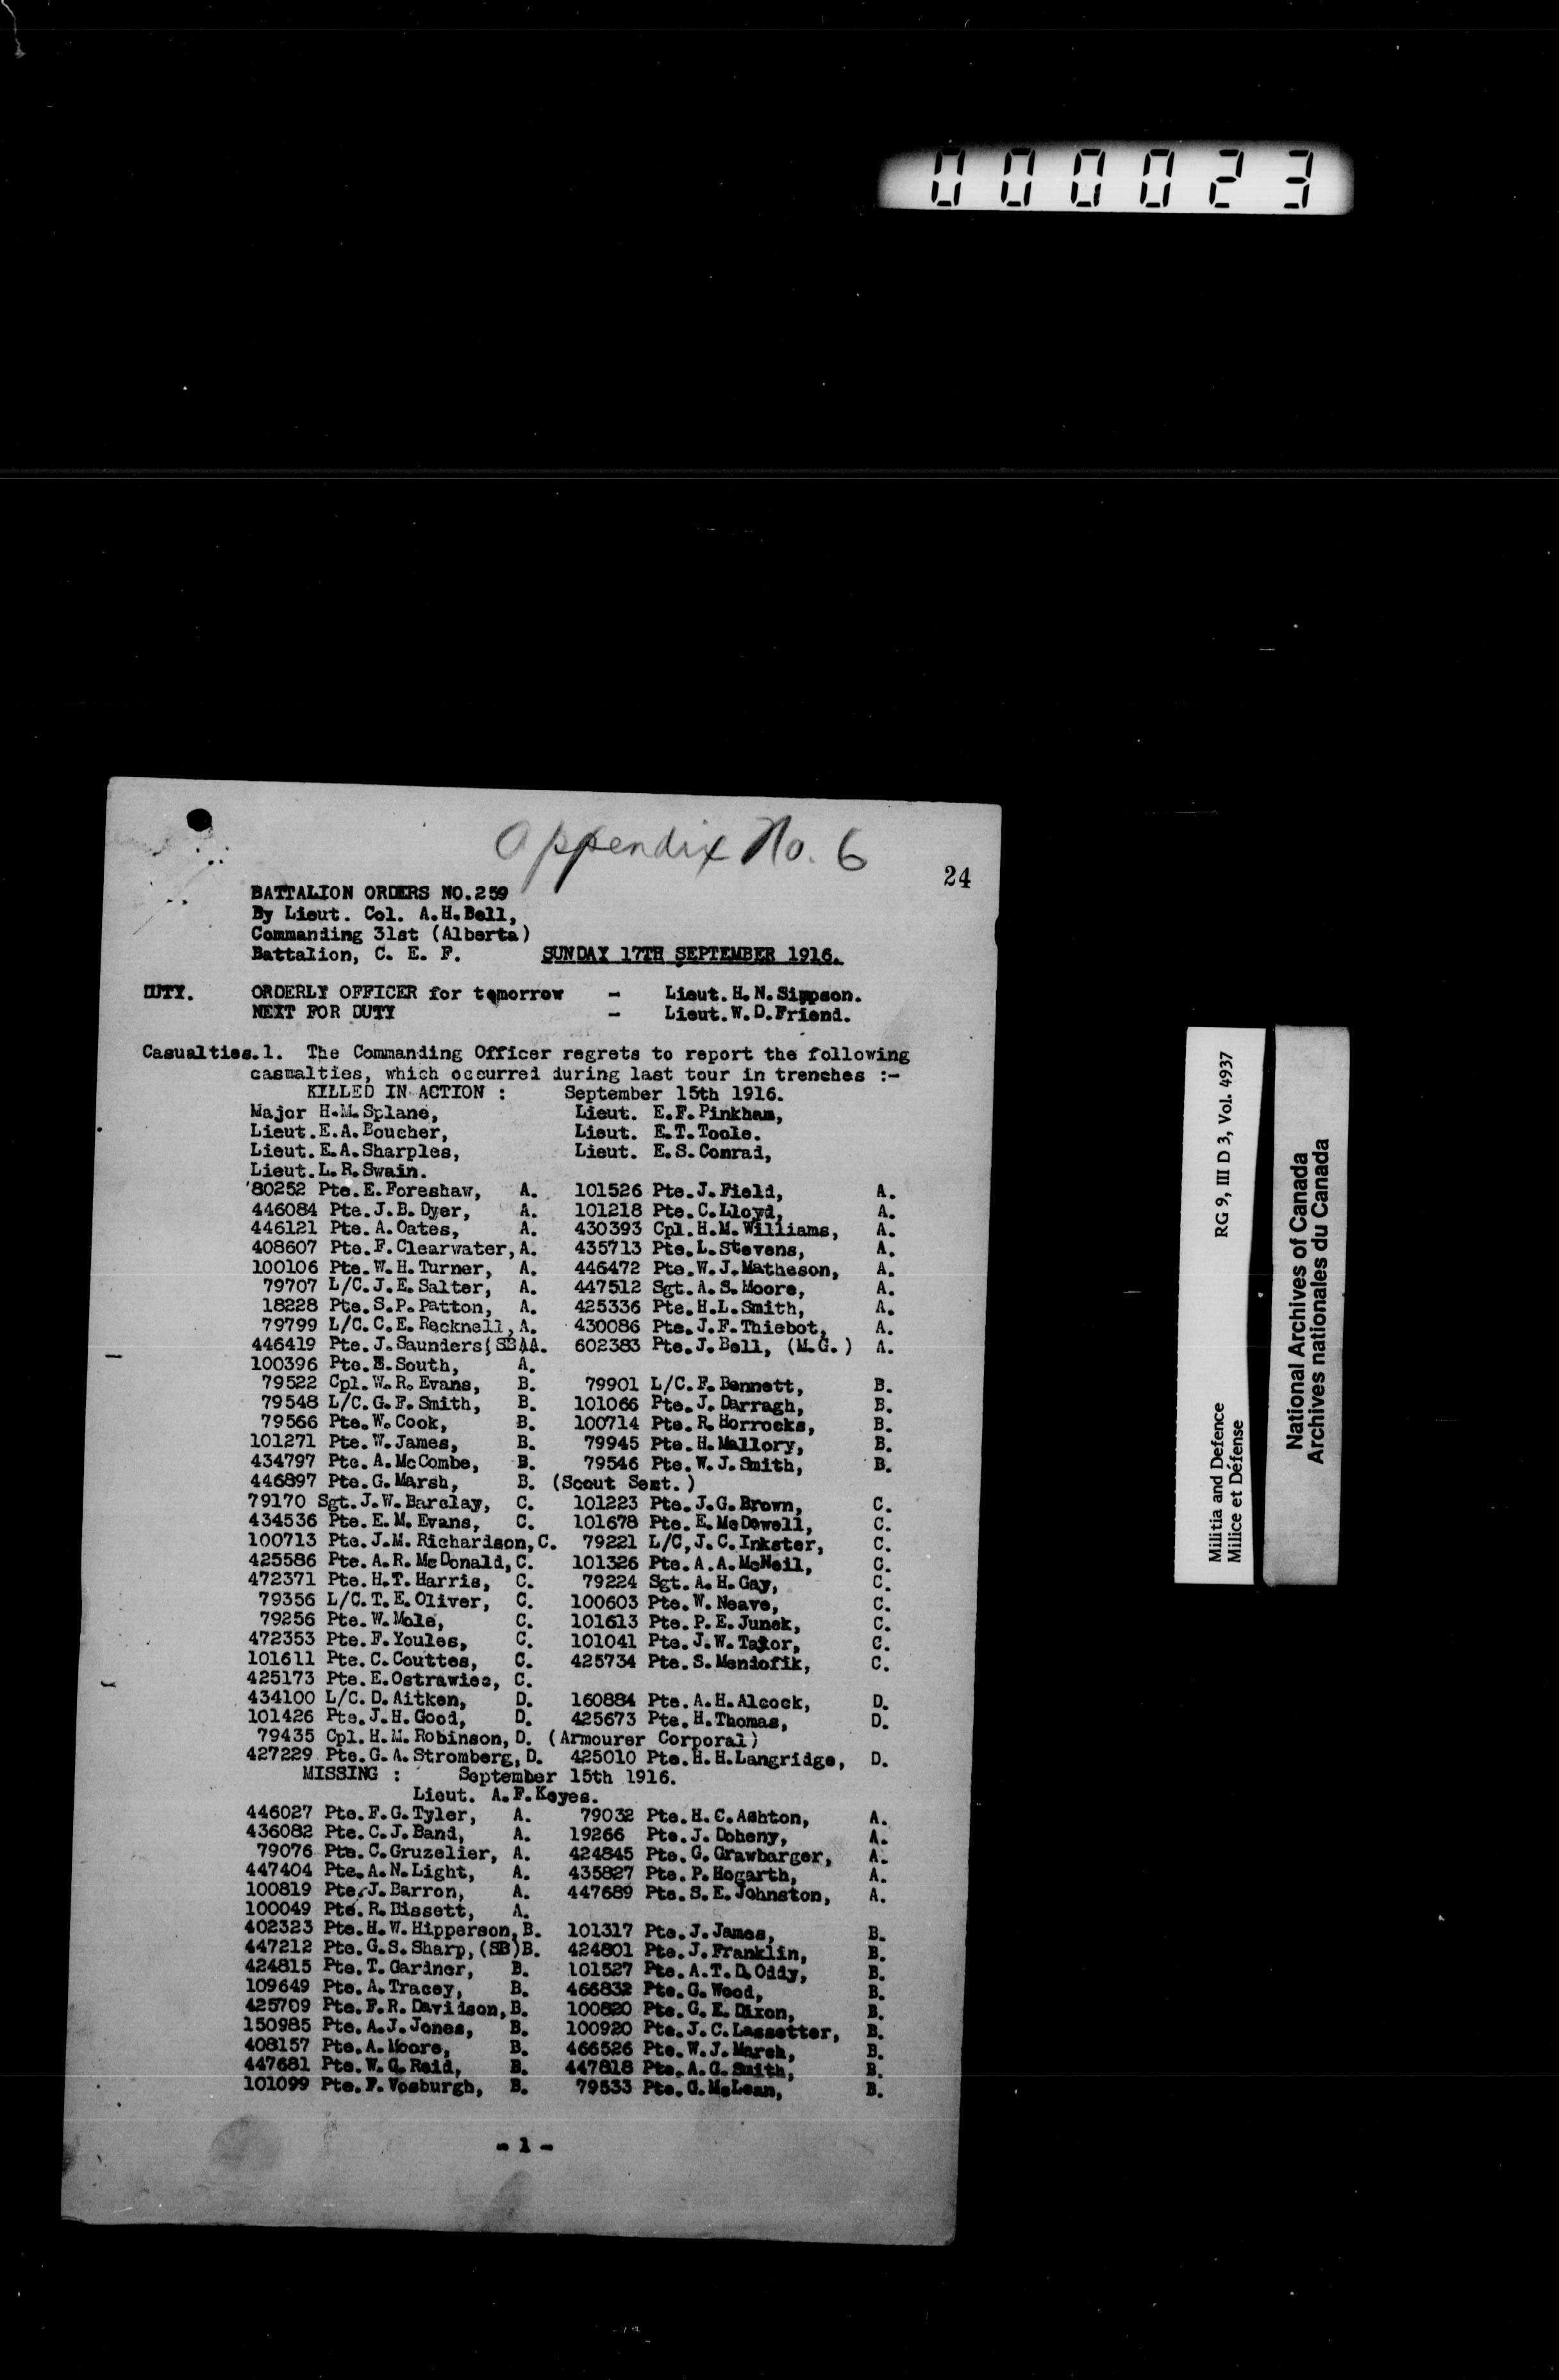 000023
Appendix No. 6
24
BATTALION ORDERS NO.259
By Lieut. Col. A.H.Bell,
Commanding 31st (Alberta)
Battalion, C. E. F. SUNDAY 17TH SEPTEMBER 1916.
DUTY. ORDERLY OFFICER for tomorrow - Lieut. H.N.Simpson.
NEXT FOR DUTY - Lieut.W.D.Friend.
Casualties.1. The Commanding Officer regrets to report the following
casualties, which occurred during last tour in trenches :-
KILLED IN ACTION : September 15th 1916.
Major H.M.Splane, Lieut. E.F.Pinkham,
Lieut.E.A.Boucher, Lieut. E.T.Toole.
Lieut.E.A.Sharples, Lieut. E.S.Conrad,
Lieut.L.R.Swain.
80252 Pte.E.Foreshaw, A. 101526 Pte.J.Field, A.
446084 Pte.J.B.Dyer, A. 101218 Pte.C.Lloyd, A.
446121 Pte.A.Oates, A. 430393 Cpl.H.M.Williams, A.
408607 Pte.F.Clearwater, A. 435713 Pte.L.Stevens, A.
100106 Pte.W.H.Turner, A. 446472 Pte.W.J.Matheson, A.
79707 L/C.J.E.Salter, A. 447512 Sgt.A.S.Moore, A.
18228 Pte.S.P.Patton, A. 425336 Pte.H.L.Smith, A.
79799 L/C.C.E.Racknell, A. 430086 Pte.J.F.Thiebot, A.
446419 Pte.J.Saunders(SB)A. 602383 Pte.J.Bell, (M.G.) A.
100396 Pte.S.South, A.
79522 Cpl.W.R.Evans, B. 79901 L/C.F.Bennett, B.
79548 L/C.G.F.Smith, B. 101066 Pte.J.Darragh, B.
79566 Pte.W.Cook, B. 100714 Pte.R.Horrocks, B.
101271 Pte.W.James, B. 79945 Pte.H.Mallory, B.
434797 Pte.A.McCombe, B. 79546 Pte.W.J.Smith, B.
446897 Pte.G.Marsh, B. (Scout Sect.)
79170 Sgt.J.W.Barclay, C. 101223 Pte.J.G.Brown, C.
434536 Pte.E.M.Evans, C. 101678 Pte.E.McDowell, C.
100713 Pte.J.M.Richardson,C. 79221 L/C,J.C.Inkster, C.
425586 Pte.A.R.McDonald,C. 101326 Pte.A.A.McNeil, C.
472371 Pte.H.T.Harris, C. 79224 Sgt.A.H.Gay, C.
79356 L/C.T.E.Oliver, C. 100603 Pte.W.Neave, C.
79256 Pte.W.Mole, C. 101613 Pte.P.E.Junek, C.
472353 Pte.F.Youles, C. 101041 Pte.J.W.Taylor, C.
101611 Pte.C.Couttes, C. 425734 Pte.S.Mendofik, C.
425173 Pte.E.Ostrawiec, C.
434100 L/C.D.Aitken, D. 160884 Pte.A.H.Alcock, D.
101426 Pte.J.H.Good, D. 425673 Pte.H.Thomas, D.
79435 Cpl.H.M.Robinson, D. (Armourer Corporal)
427229 Pte.G.A.Stromberg, D. 425010 Pte.H.H.Langridge, D.
MISSING : September 15th 1916.
Lieut. A.F.Keyes.
446027 Pte.F.G.Tyler, A. 79032 Pte.H.C.Ashton, A.
436082 Pte.C.J.Band, A. 19266 Pte.J.Doheny, A.
79076 Pte.C.Gruzelier, A. 424845 Pte.G.Grawbarger, A.
447404 Pte.A.N.Light, A. 435827 Pte.P.Hogarth, A.
100819 Pte.J.Barron, A. 447689 Pte.S.E.Johnston, A.
100049 Pte.R.Bissett, A.
402323 Pte.H.W.Hipperson,B. 101317 Pte.J.James, B.
447212 Pte.G.S.Sharp,(SB)B. 424801 Pte.J.Franklin, B.
424815 Pte.T.Gardner, B. 101527 Pte.A.T.D.Oddy, B.
109649 Pte.A.Tracey, B. 466832 Pte.G.Wood, B.
425709 Pte.F.R.Davidson,B. 100820 Pte.G.E.Dixon, B.
150985 Pte.A.J.Jones, B. 100920 Pte.J.C.Lassetter, B.
408157 Pte.A.Moore, B. 466526 Pte.W.J.March, B.
447681 Pte.W.G.Reid, B. 447818 Pte.A.G.Smith, B.
101099 Pte.F.Vosburgh, B. 79533 Pte.G.McLean, B.
- 1 -
Militia and Defence RG 9, III D 3, Vol. 4937
Milice et Défense
National Archives of Canada
Archives nationales du Canada